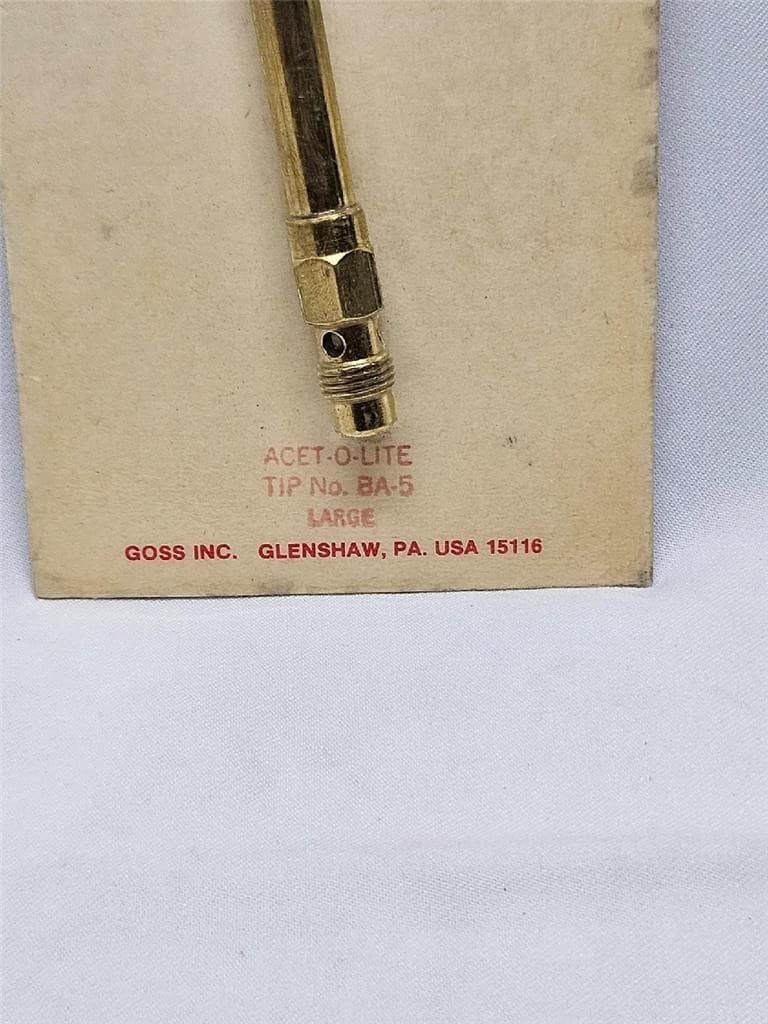 ACET-O-LITE
TIP No. BA-5
LARGE
GOSS INC. GLENSHAW, PA. USA 15116